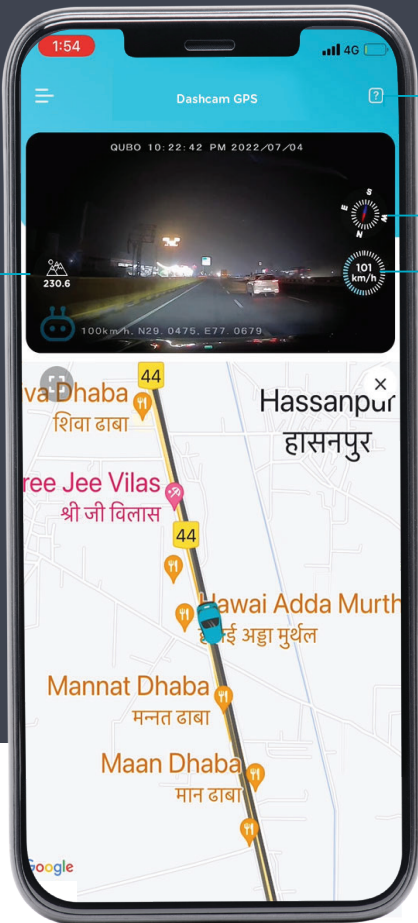 1:54
4G
Dashcam GPS
?
QUBO 10:22:42 PM 2022/07/04
S
E
W
N
230.6
101
km/h
100km/h, N29. 0475, E77. 0679
44
va Dhaba
शिवा ढाबा
Hassanpur
हासनपुर
ree Jee Vilas
श्री जी विलास
44
Hawai Adda Murth
अड्डा मुर्थल
Mannat Dhaba
मन्नत ढाबा
Maan Dhaba
मान ढाबा
Google